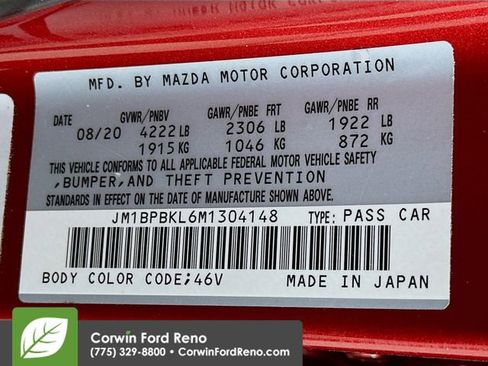 MFD. BY MAZDA MOTOR CORPORATION
DATE GVWR/PNBV GAWR/PNBE FRT GAWR/PNBE RR
08/20 4222 LB 2306 LB 1922 LB
1915 KG 1046 KG 872 KG
THIS VEHICLE CONFORMS TO ALL APPLICABLE FEDERAL MOTOR VEHICLE SAFETY
,BUMPER,AND THEFT PREVENTION
STANDARDS IN EFFECT ON THE DATE OF MANUFACTURE SHOWN ABOVE.
JM1BPBKL6M1304148 TYPE: PASS CAR
BODY COLOR CODE;46V MADE IN JAPAN
Corwin Ford Reno
(775) 329-8800 • CorwinFordReno.com